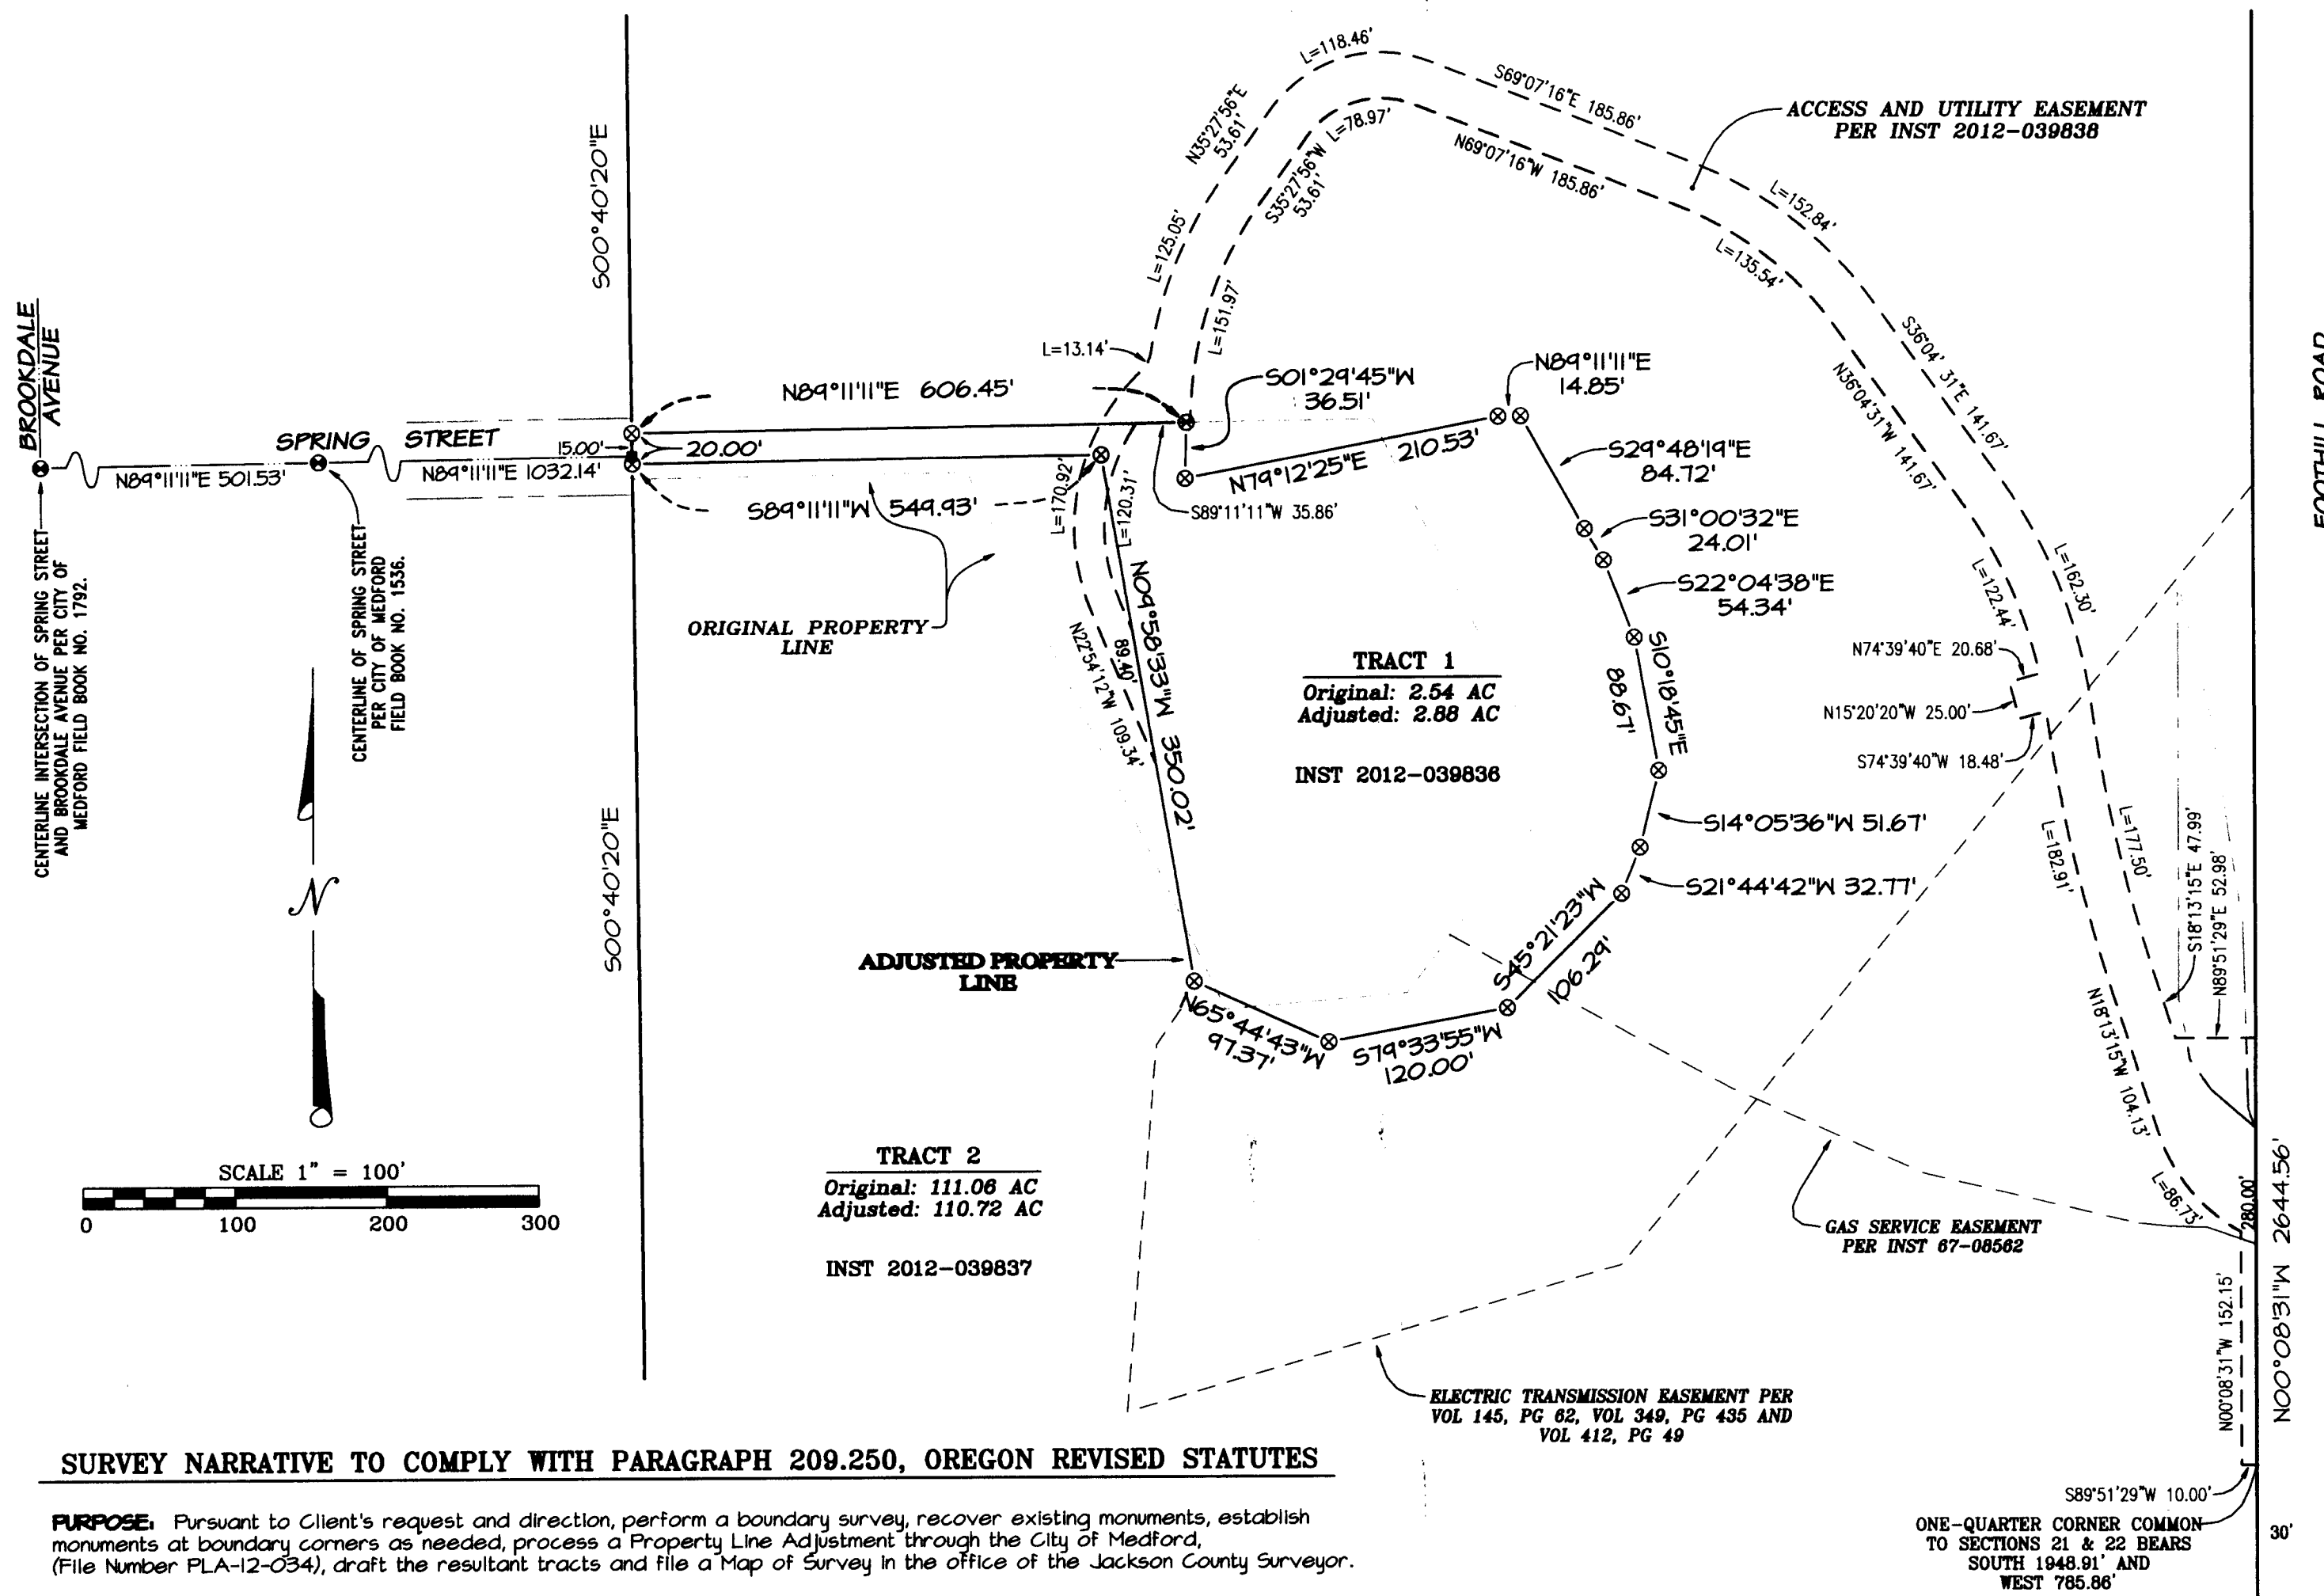 L=118.46'
S69°07'16"E 185.86'
ACCESS AND UTILITY EASEMENT
PER INST 2012-039838
N35°27'56"E
53.61'
L=78.97'
N69°07'16"W 185.86'
S35°27'56"W
53.61'
S00°40'20"E
L=152.84'
L=125.05'
L=135.54'
L=151.97'
BROOKDALE
AVENUE
FOOTHILL ROAD
L=13.14'
N89°11'11"E 606.45'
S01°29'45"W
36.51'
N89°11'11"E
14.85'
S36°04'31"E 141.67'
N36°04'31"W 141.67'
SPRING STREET
15.00'
20.00'
N89°11'11"E 501.53'
N89°11'11"E 1032.14'
S89°11'11"W 549.93'
L=170.92'
L=120.31'
S89°11'11"W 35.86'
N79°12'25"E 210.53'
S29°48'19"E
84.72'
S31°00'32"E
24.01'
S22°04'38"E
54.34'
L=162.30'
L=122.44'
CENTERLINE INTERSECTION OF SPRING STREET
AND BROOKDALE AVENUE PER CITY OF
MEDFORD FIELD BOOK NO. 1792.
CENTERLINE OF SPRING STREET
PER CITY OF MEDFORD
FIELD BOOK NO. 1536.
ORIGINAL PROPERTY
LINE
N22°54'12"W 109.34'
89.40'
N09°58'33"W 350.02'
TRACT 1
Original: 2.54 AC
Adjusted: 2.88 AC
INST 2012-039836
S10°18'45"E
88.67'
N74°39'40"E 20.68'
N15°20'20"W 25.00'
S74°39'40"W 18.48'
S14°05'36"W 51.67'
S21°44'42"W 32.77'
L=177.50'
L=182.91'
S18°13'15"E 47.99'
N89°51'29"E 52.98'
S00°40'20"E
N
ADJUSTED PROPERTY
LINE
S45°21'23"W
106.29'
N65°44'43"W
97.37'
S79°33'55"W
120.00'
N18°13'15"W 104.13'
L=86.73'
280.00'
SCALE 1" = 100'
0 100 200 300
TRACT 2
Original: 111.06 AC
Adjusted: 110.72 AC
INST 2012-039837
GAS SERVICE EASEMENT
PER INST 67-08562
N00°08'31"W 152.15'
N00°08'31"W 2644.56'
ELECTRIC TRANSMISSION EASEMENT PER
VOL 145, PG 62, VOL 349, PG 435 AND
VOL 412, PG 49
S89°51'29"W 10.00'
ONE-QUARTER CORNER COMMON
TO SECTIONS 21 & 22 BEARS
SOUTH 1948.91' AND
WEST 785.86'
30'
SURVEY NARRATIVE TO COMPLY WITH PARAGRAPH 209.250, OREGON REVISED STATUTES
PURPOSE: Pursuant to Client's request and direction, perform a boundary survey, recover existing monuments, establish
monuments at boundary corners as needed, process a Property Line Adjustment through the City of Medford,
(File Number PLA-12-034), draft the resultant tracts and file a Map of Survey in the office of the Jackson County Surveyor.